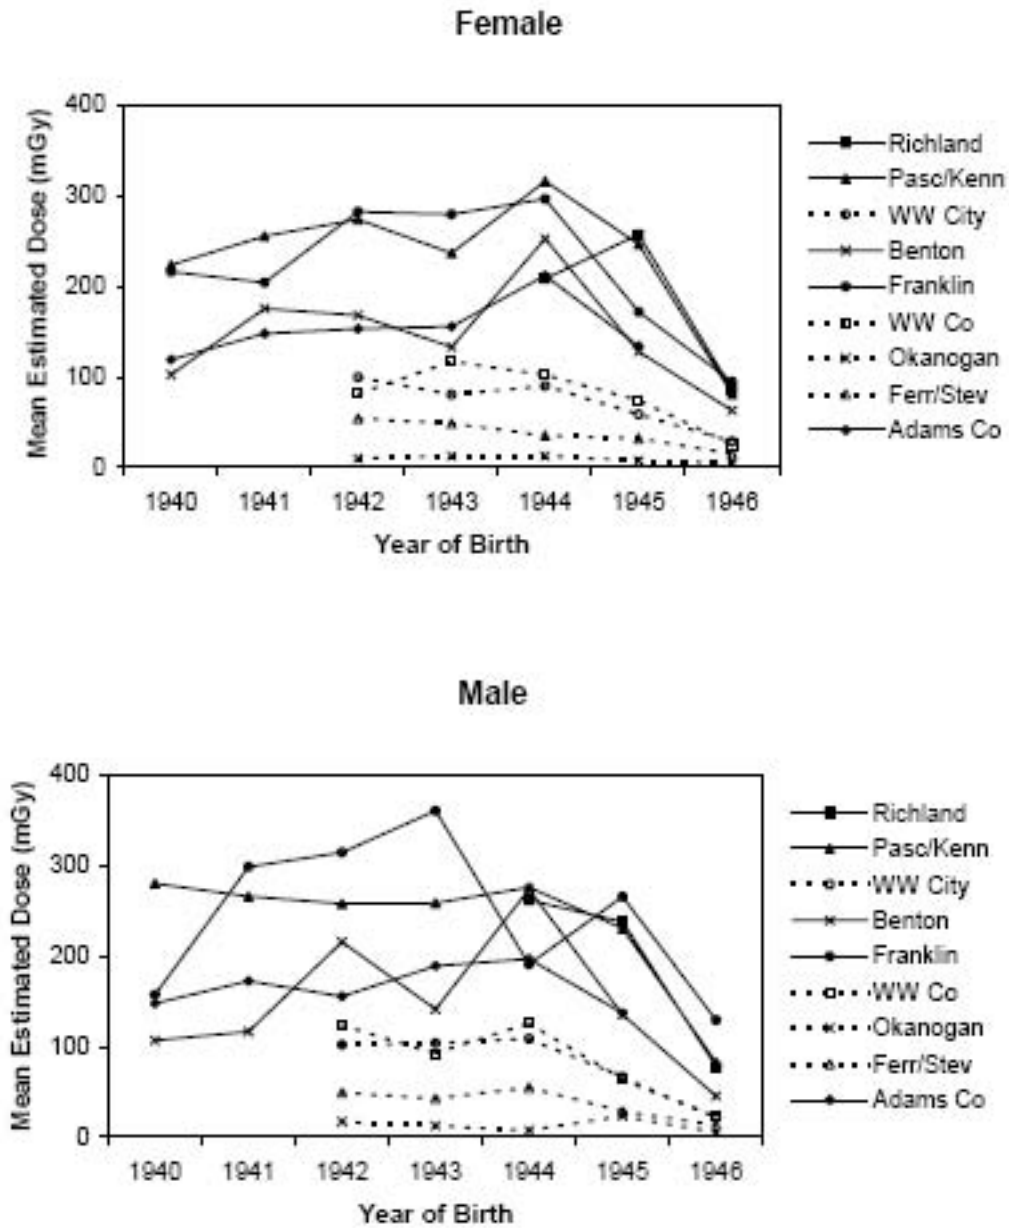 Female
Mean Estimated Dose (mGy)
400
300
200
100
0
1940 1941 1942 1943 1944 1945 1946
Year of Birth
Richland
Pasc/Kenn
WW City
Benton
Franklin
WW Co
Okanogan
Ferr/Stev
Adams Co
Male
Mean Estimated Dose (mGy)
400
300
200
100
0
1940 1941 1942 1943 1944 1945 1946
Year of Birth
Richland
Pasc/Kenn
WW City
Benton
Franklin
WW Co
Okanogan
Ferr/Stev
Adams Co